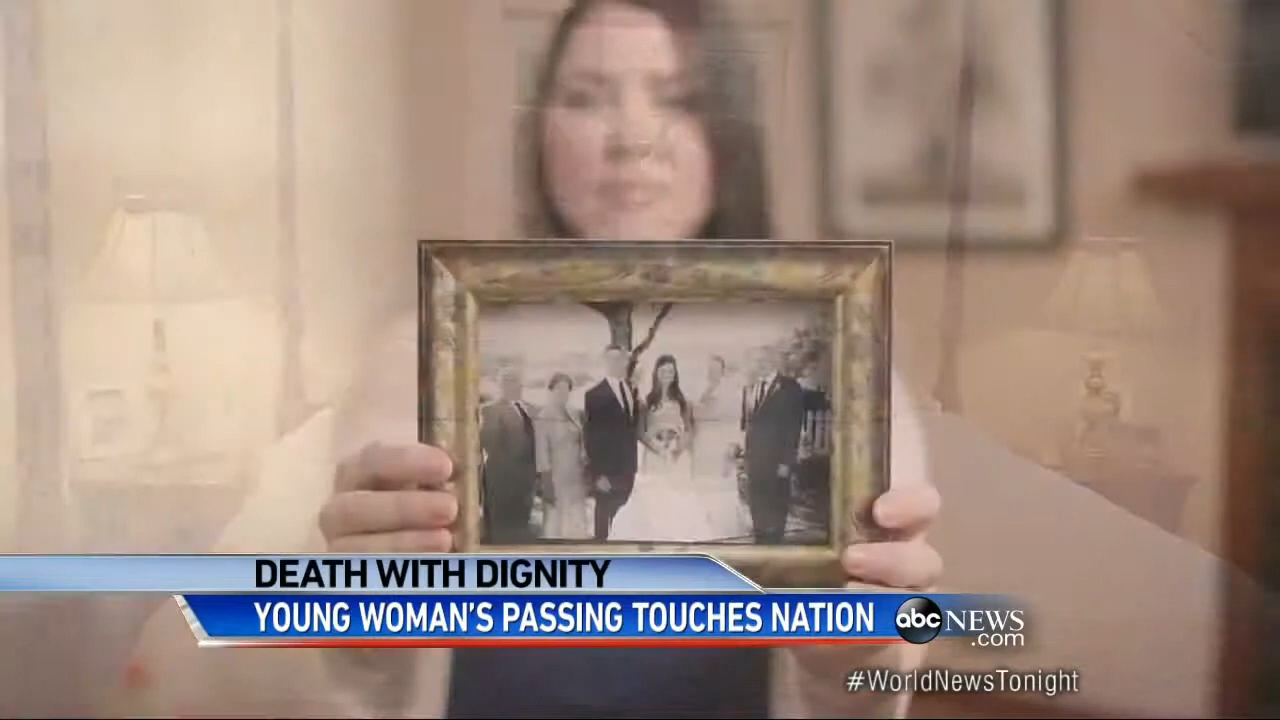 DEATH WITH DIGNITY
YOUNG WOMAN'S PASSING TOUCHES NATION
abc NEWS
.com
#WorldNewsTonight